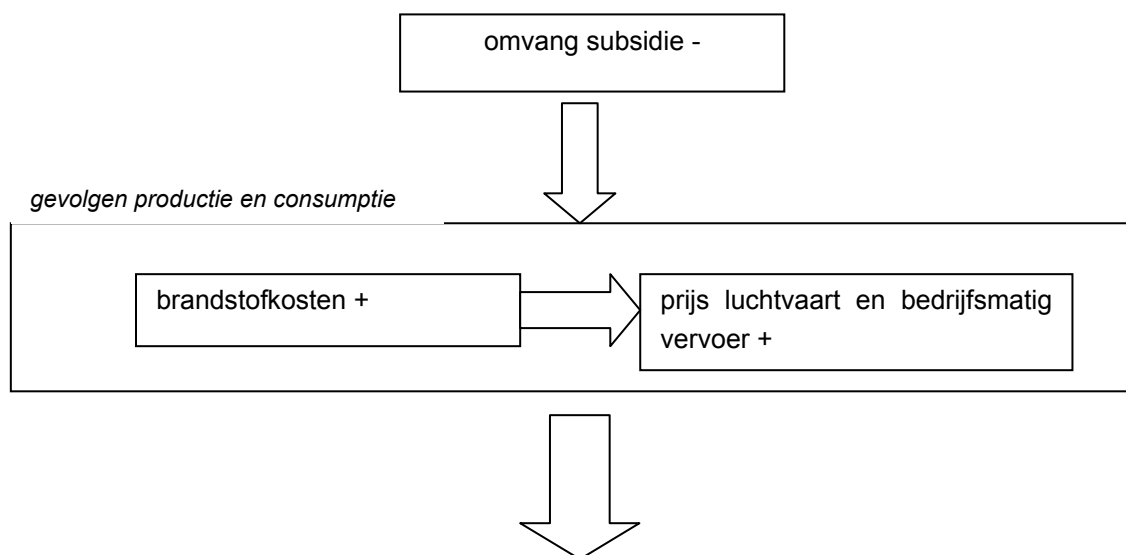 omvang subsidie -
gevolgen productie en consumptie
brandstofkosten +
prijs luchtvaart en bedrijfsmatig
vervoer +